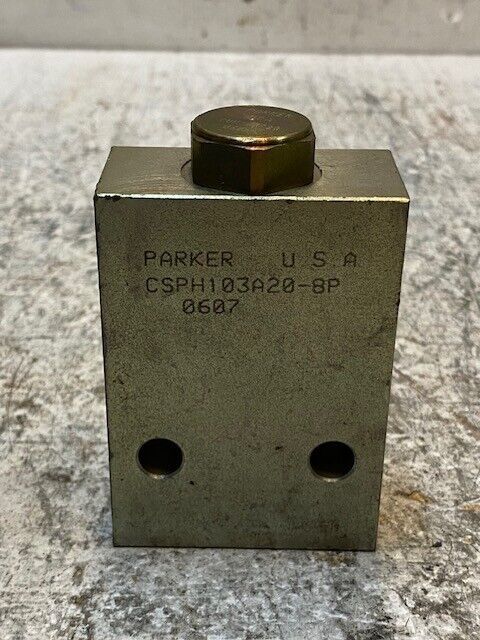 PARKER U S A
CSPH103A20-8P
0607